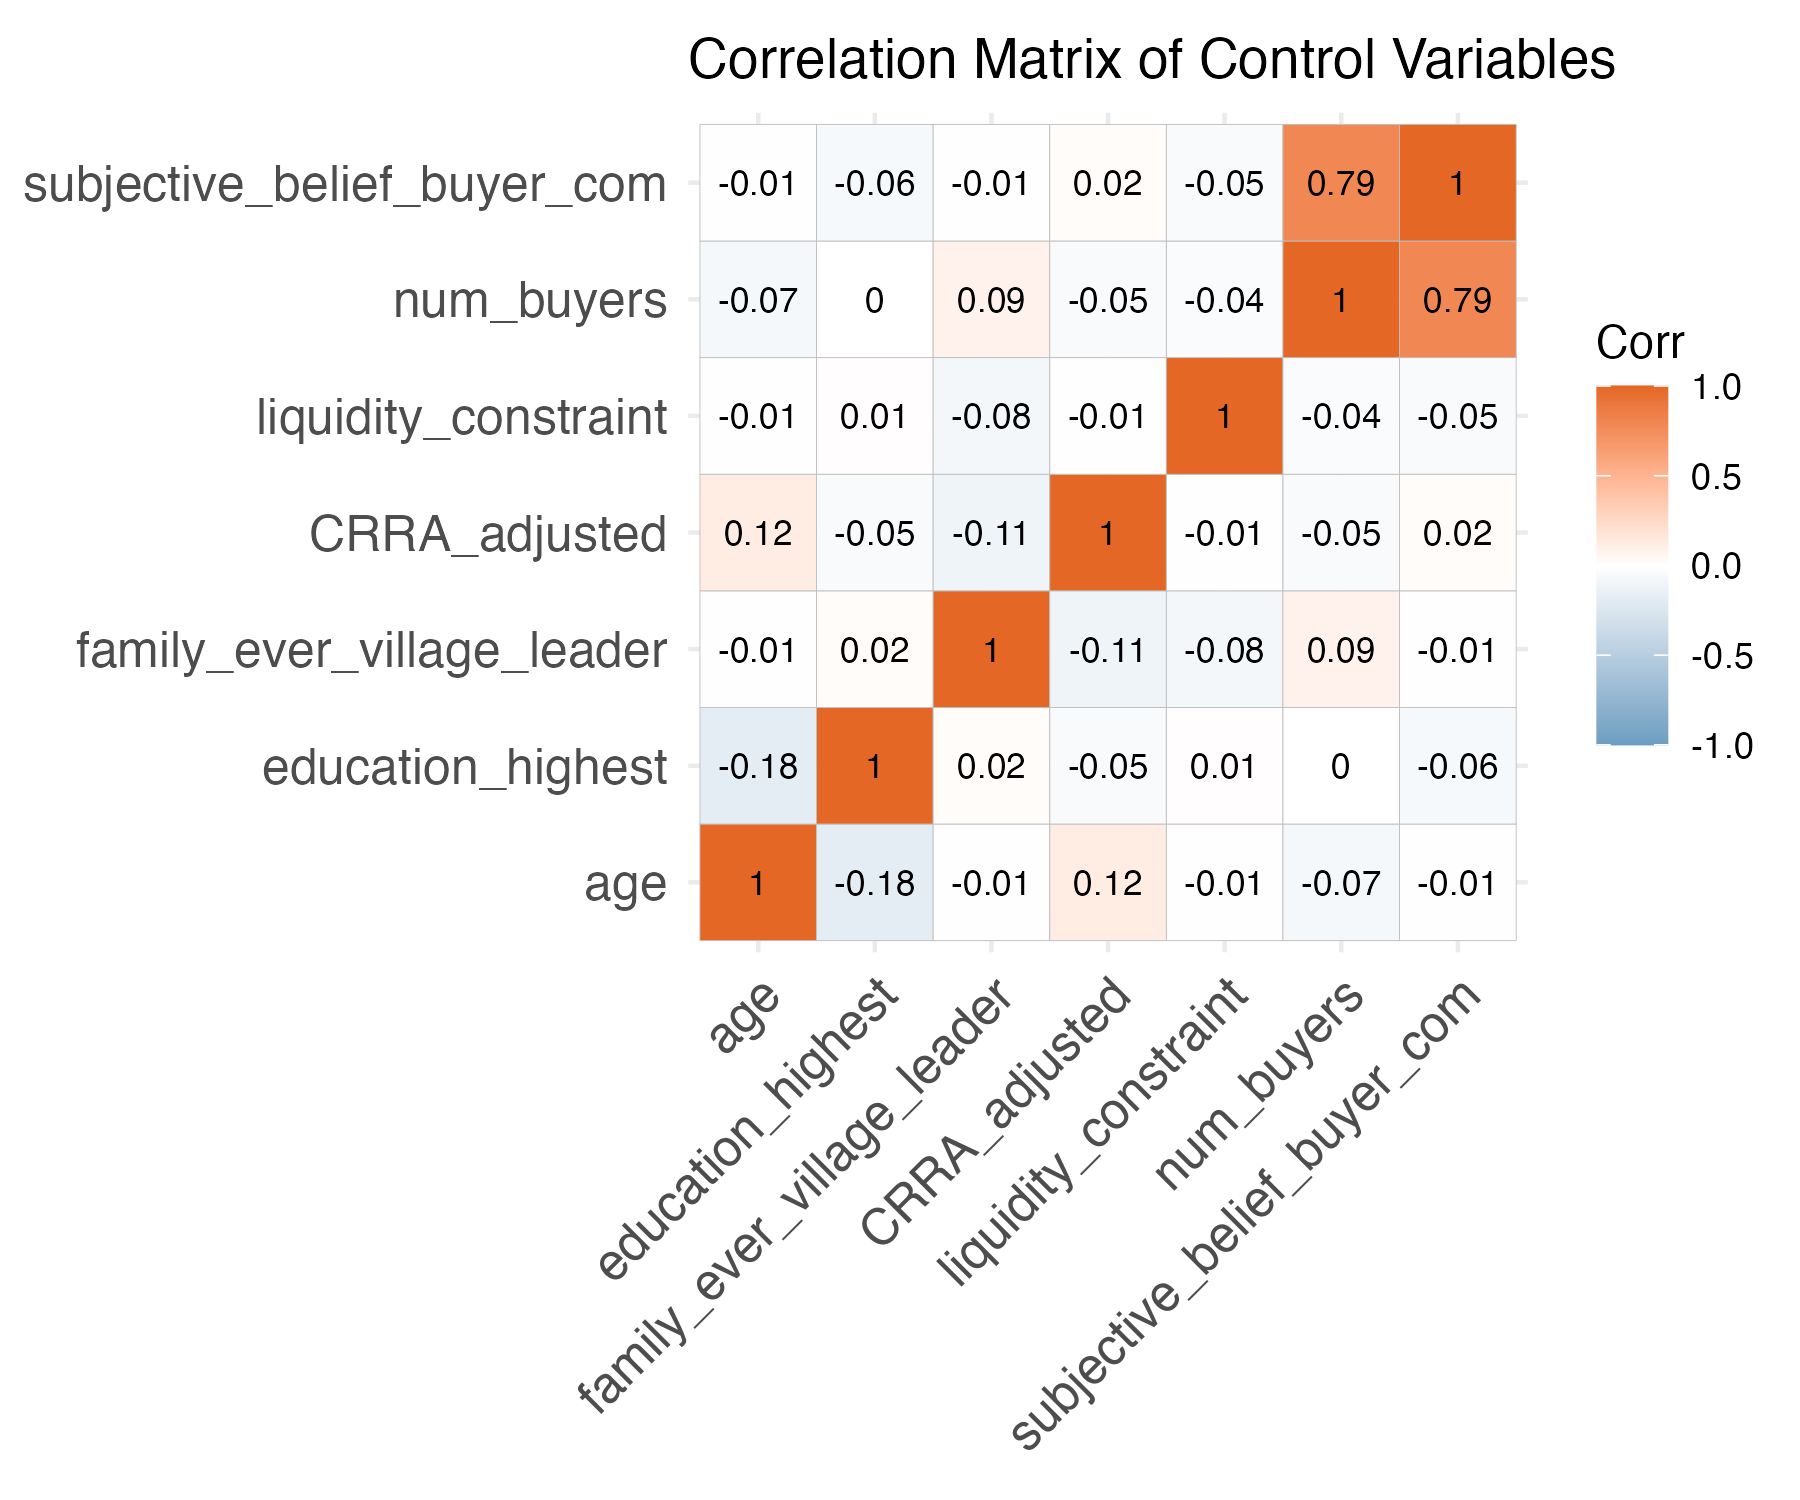 Correlation Matrix of Control Variables
subjective_belief_buyer_com -0.01 -0.06 -0.01 0.02 -0.05 0.79 1
num_buyers -0.07 0 0.09 -0.05 -0.04 1 0.79
liquidity_constraint -0.01 0.01 -0.08 -0.01 1 -0.04 -0.05
CRRA_adjusted 0.12 -0.05 -0.11 1 -0.01 -0.05 0.02
family_ever_village_leader -0.01 0.02 1 -0.11 -0.08 0.09 -0.01
education_highest -0.18 1 0.02 -0.05 0.01 0 -0.06
age 1 -0.18 -0.01 0.12 -0.01 -0.07 -0.01
age
education_highest
family_ever_village_leader
CRRA_adjusted
liquidity_constraint
num_buyers
subjective_belief_buyer_com
Corr
1.0
0.5
0.0
-0.5
-1.0